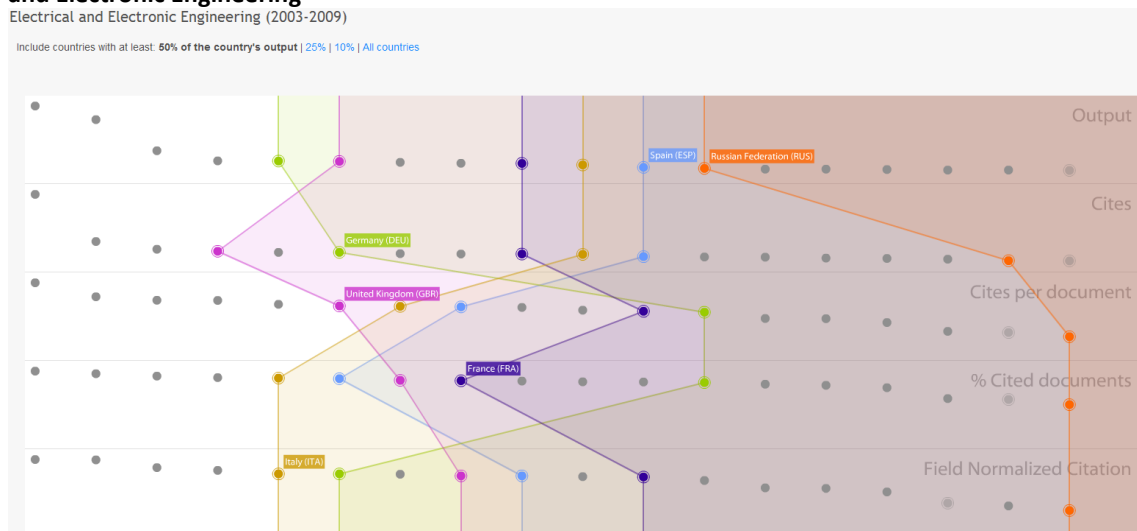 and Electronic Engineering
Electrical and Electronic Engineering (2003-2009)
Include countries with at least: 50% of the country's output | 25% | 10% | All countries
Output
Spain (ESP)
Russian Federation (RUS)
Cites
Germany (DEU)
Cites per document
United Kingdom (GBR)
France (FRA)
% Cited documents
Italy (ITA)
Field Normalized Citation